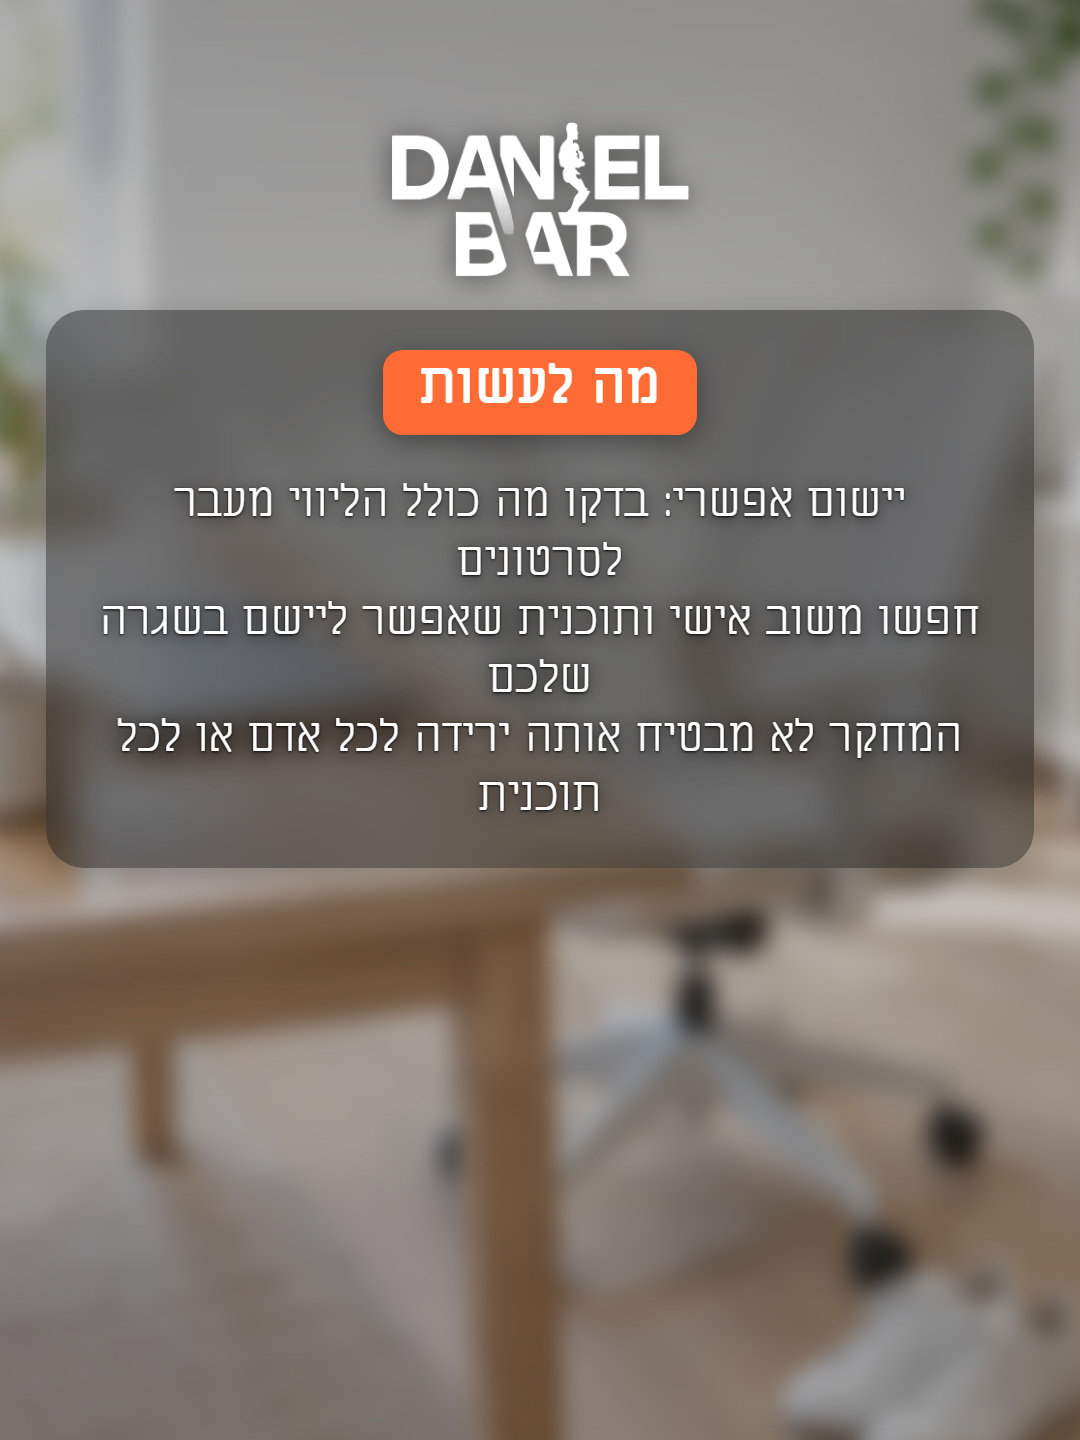 DANIEL
BAR
מה לעשות
יישום אפשרי: בדקו מה כולל הליווי מעבר
לסרטונים
חפשו משוב אישי ותוכנית שאפשר ליישם בשגרה
שלכם
המחקר לא מבטיח אותה ירידה לכל אדם או לכל
תוכנית